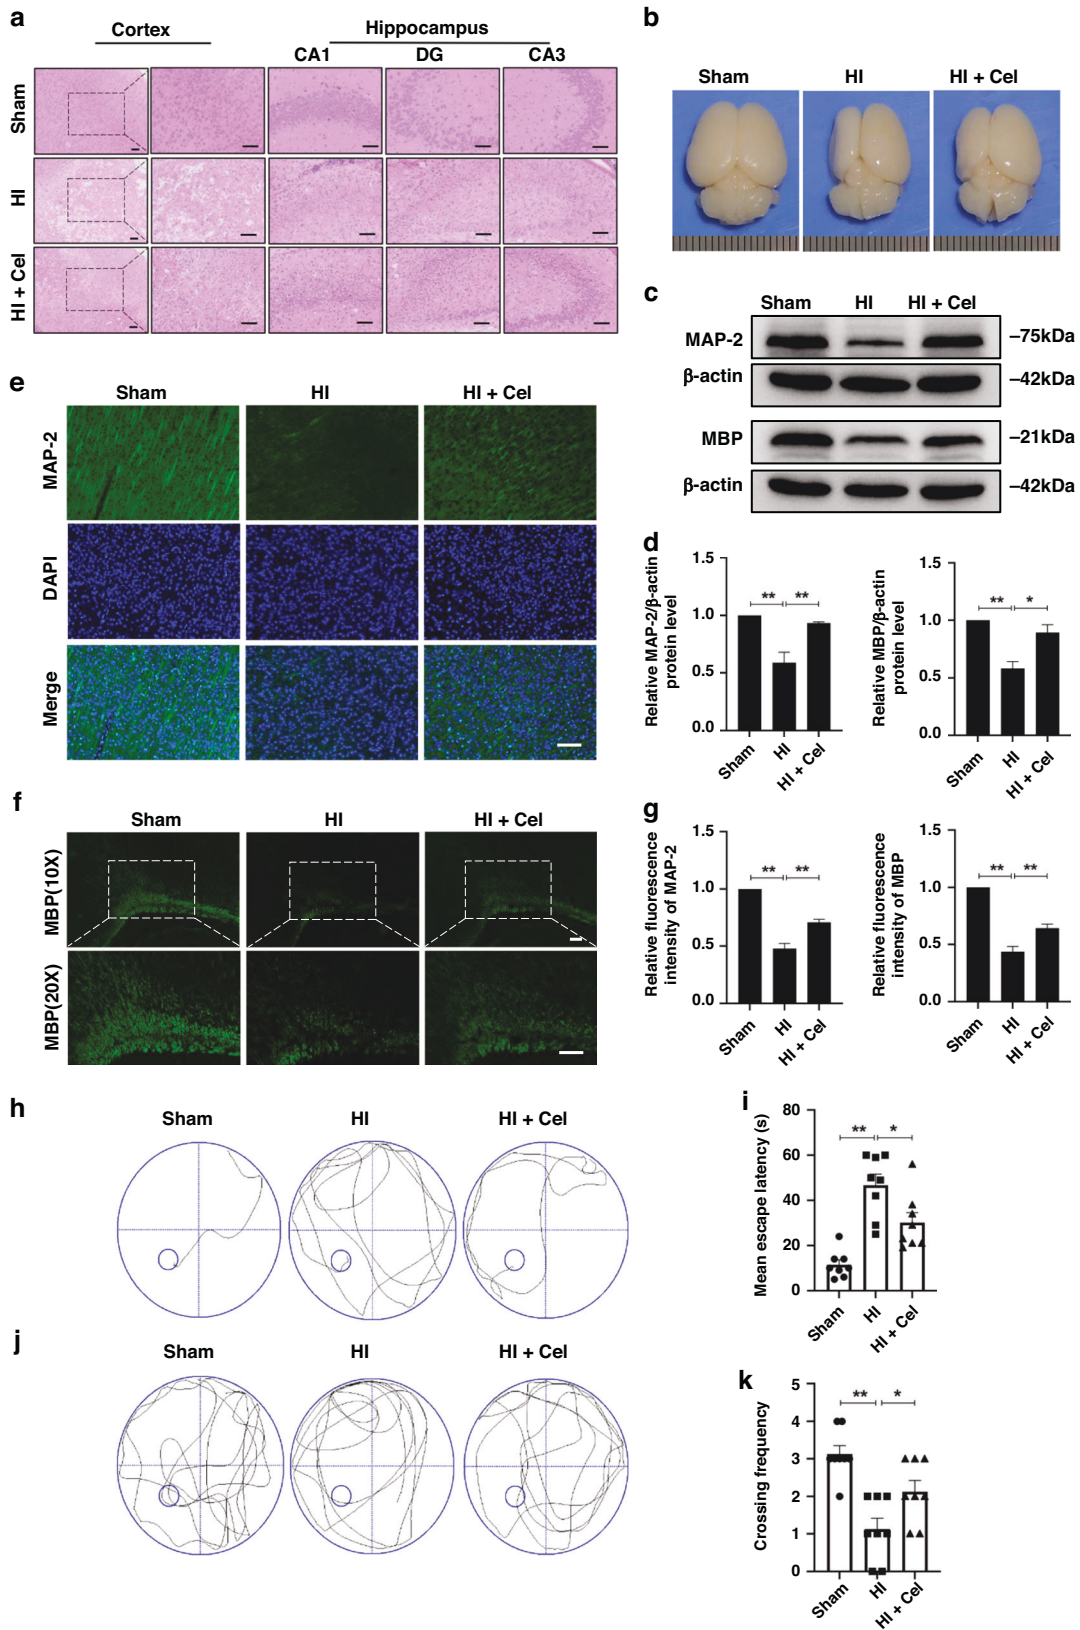 a
Cortex
Hippocampus
CA1 DG CA3
Sham
HI
HI + Cel
b
Sham HI HI + Cel
c
Sham HI HI + Cel
MAP-2 –75kDa
β-actin –42kDa
MBP –21kDa
β-actin –42kDa
d
Relative MAP-2/β-actin
protein level
1.5
1.0
0.5
0.0
** **
Sham HI HI + Cel
Relative MBP/β-actin
protein level
1.5
1.0
0.5
0.0
** *
Sham HI HI + Cel
e
Sham HI HI + Cel
MAP-2
DAPI
Merge
f
Sham HI HI + Cel
MBP(10X)
MBP(20X)
g
Relative fluorescence
intensity of MAP-2
1.5
1.0
0.5
0.0
** **
Sham HI HI + Cel
Relative fluorescence
intensity of MBP
1.5
1.0
0.5
0.0
** **
Sham HI HI + Cel
h
Sham HI HI + Cel
i
Mean escape latency (s)
80
60
40
20
0
** *
Sham HI HI + Cel
j
Sham HI HI + Cel
k
Crossing frequency
5
4
3
2
1
0
** *
Sham HI HI + Cel